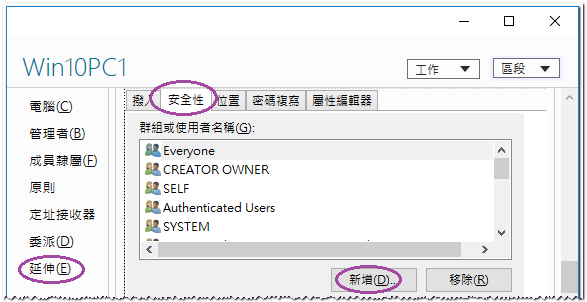 Win10PC1
工作
區段
電腦(C)
管理者(B)
成員隸屬(F)
原則
定址接收器
委派(D)
延伸(E)
撥入 安全性 位置 密碼複寫 屬性編輯器
群組或使用者名稱(G):
Everyone
CREATOR OWNER
SELF
Authenticated Users
SYSTEM
新增(D)...
移除(R)